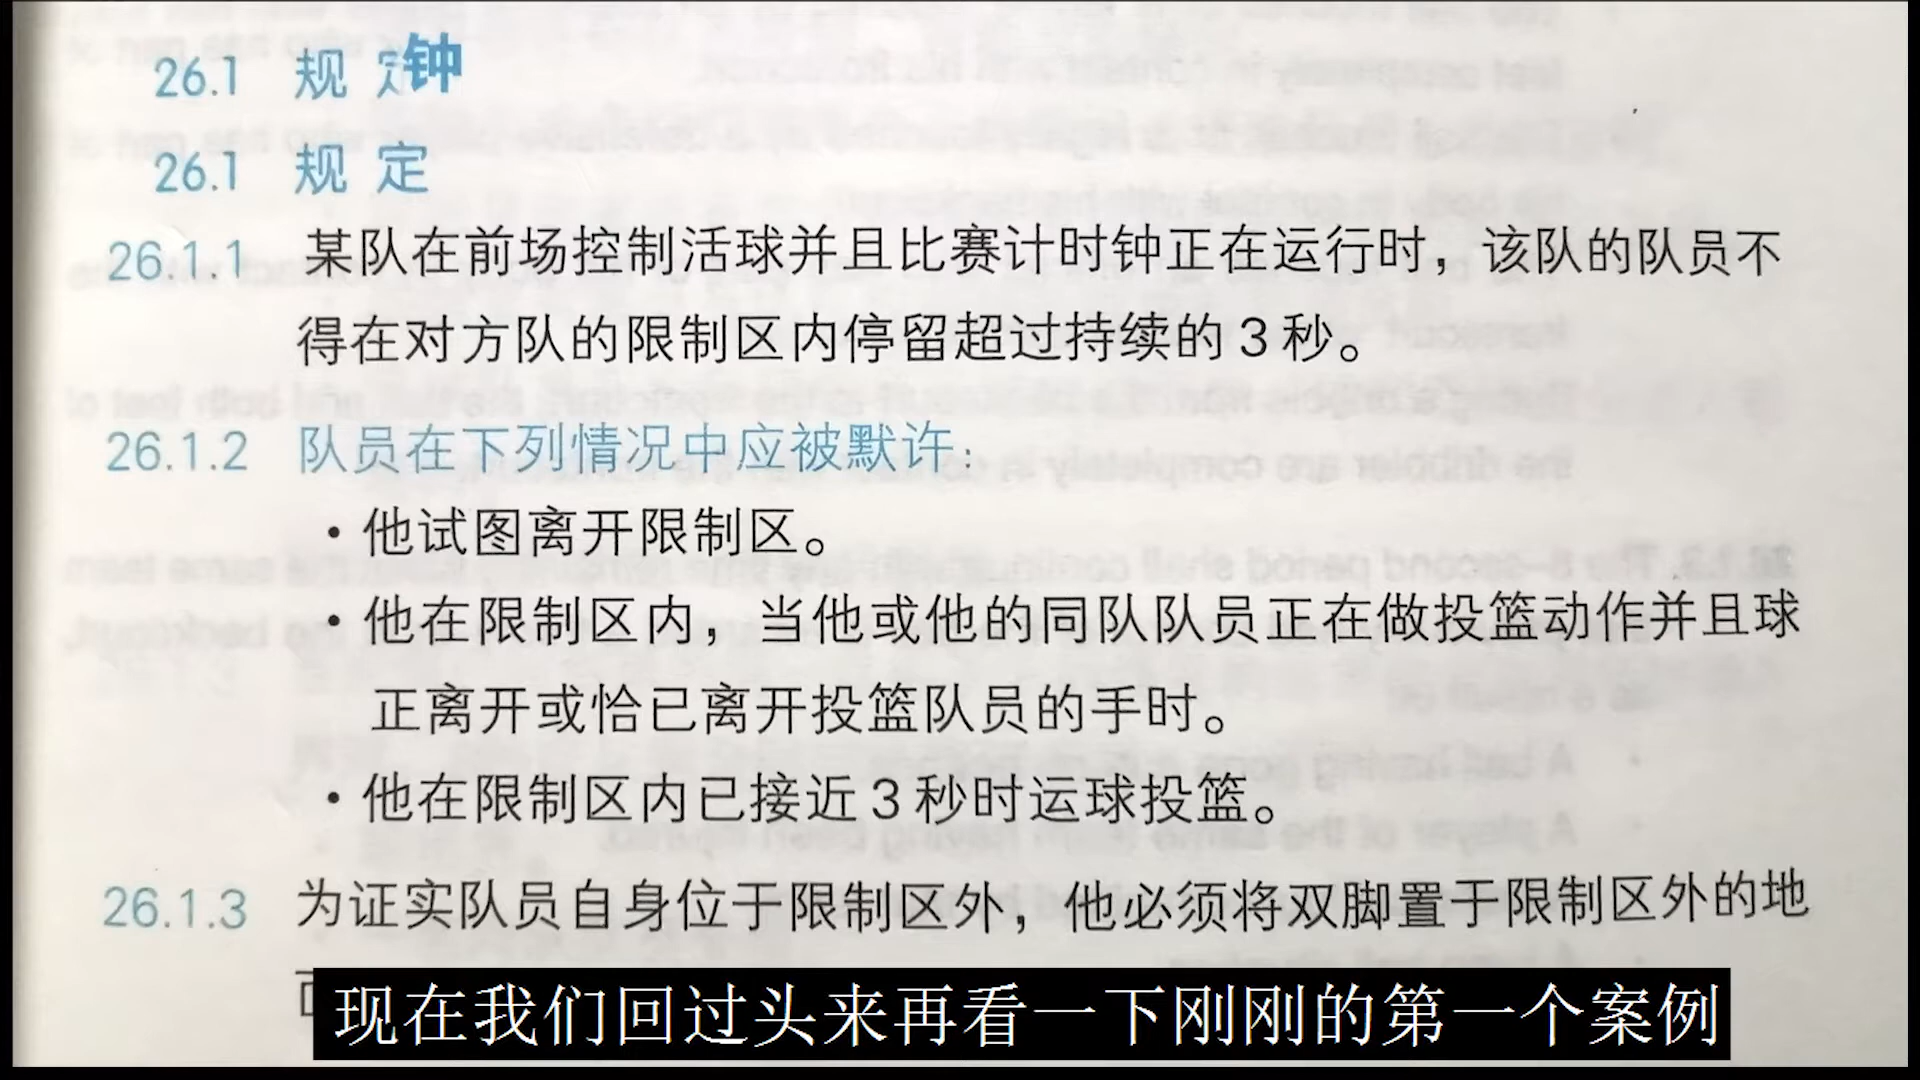 26.1 规 定钟
26.1 规 定
26.1.1 某队在前场控制活球并且比赛计时钟正在运行时，该队的队员不
得在对方队的限制区内停留超过持续的3秒。
26.1.2 队员在下列情况中应被默许：
·他试图离开限制区。
·他在限制区内，当他或他的同队队员正在做投篮动作并且球
正离开或恰已离开投篮队员的手时。
·他在限制区内已接近3秒时运球投篮。
26.1.3 为证实队员自身位于限制区外，他必须将双脚置于限制区外的地
现在我们回过头来再看一下刚刚的第一个案例